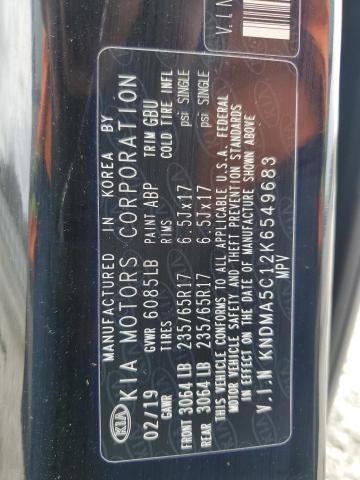 MANUFACTURED IN KOREA BY
KIA KIA MOTORS CORPORATION
02/19 GVWR 6085LB PAINT ABP TRIM GBU
GAWR TIRES RIMS COLD TIRE INFL
FRONT 3064 LB 235/65R17 6.5Jx17 psi SINGLE
REAR 3064 LB 235/65R17 6.5Jx17 psi SINGLE
THIS VEHICLE CONFORMS TO ALL APPLICABLE U.S.A. FEDERAL
MOTOR VEHICLE SAFETY AND THEFT PREVENTION STANDARDS
IN EFFECT ON THE DATE OF MANUFACTURE SHOWN ABOVE
V.I.N KNDMA5C12K6549683
MPV
V.I.N